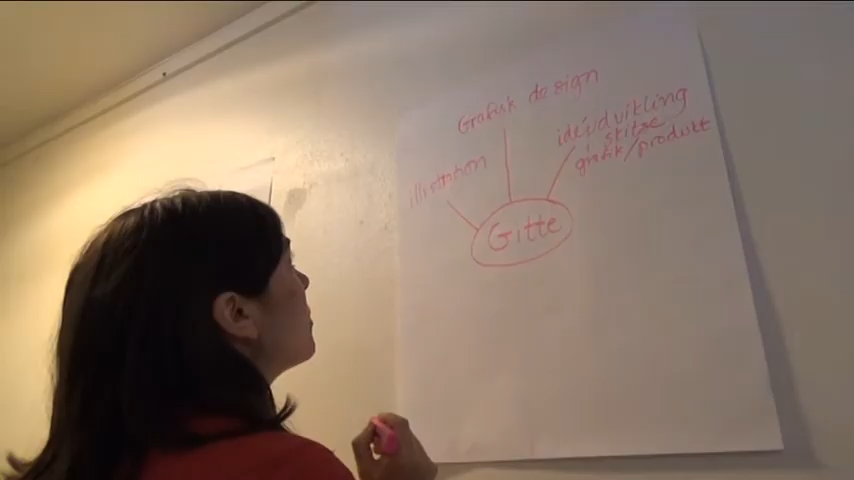 Grafisk design
idéudvikling
skitse
grafik/produkt
illustration
Gitte